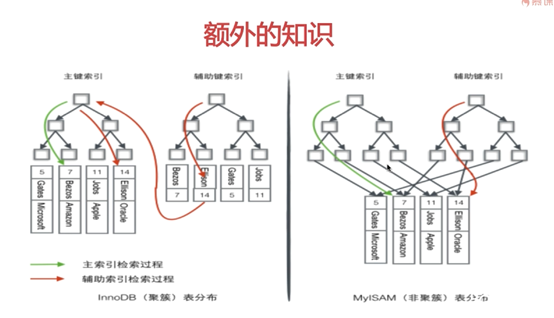 额外的知识
主键索引
辅助键索引
主键索引
辅助键索引
5
Gates Microsoft
7
Bezos Amazon
11
Jobs Apple
14
Ellison Oracle
Bezos
7
Ellison
14
Gates
5
Jobs
11
5
Gates Microsoft
7
Bezos Amazon
11
Jobs Apple
14
Ellison Oracle
主索引检索过程
辅助索引检索过程
InnoDB（聚簇）表分布
MyISAM（非聚簇）表分布